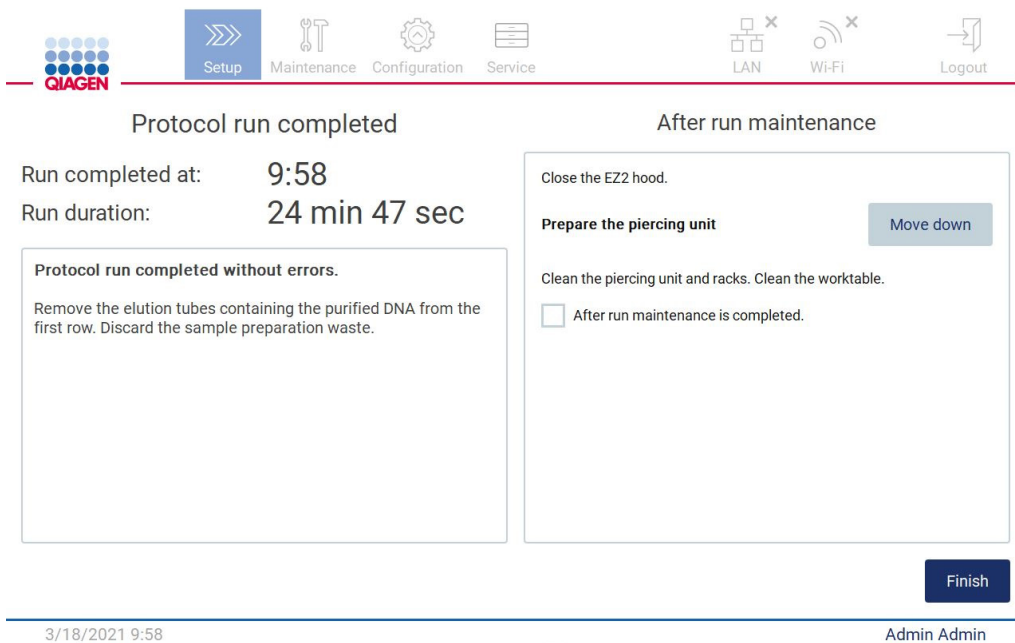 QIAGEN
Setup
Maintenance
Configuration
Service
LAN
Wi-Fi
Logout
Protocol run completed
Run completed at: 9:58
Run duration: 24 min 47 sec
Protocol run completed without errors.
Remove the elution tubes containing the purified DNA from the
first row. Discard the sample preparation waste.
After run maintenance
Close the EZ2 hood.
Prepare the piercing unit
Move down
Clean the piercing unit and racks. Clean the worktable.
After run maintenance is completed.
Finish
3/18/2021 9:58
Admin Admin